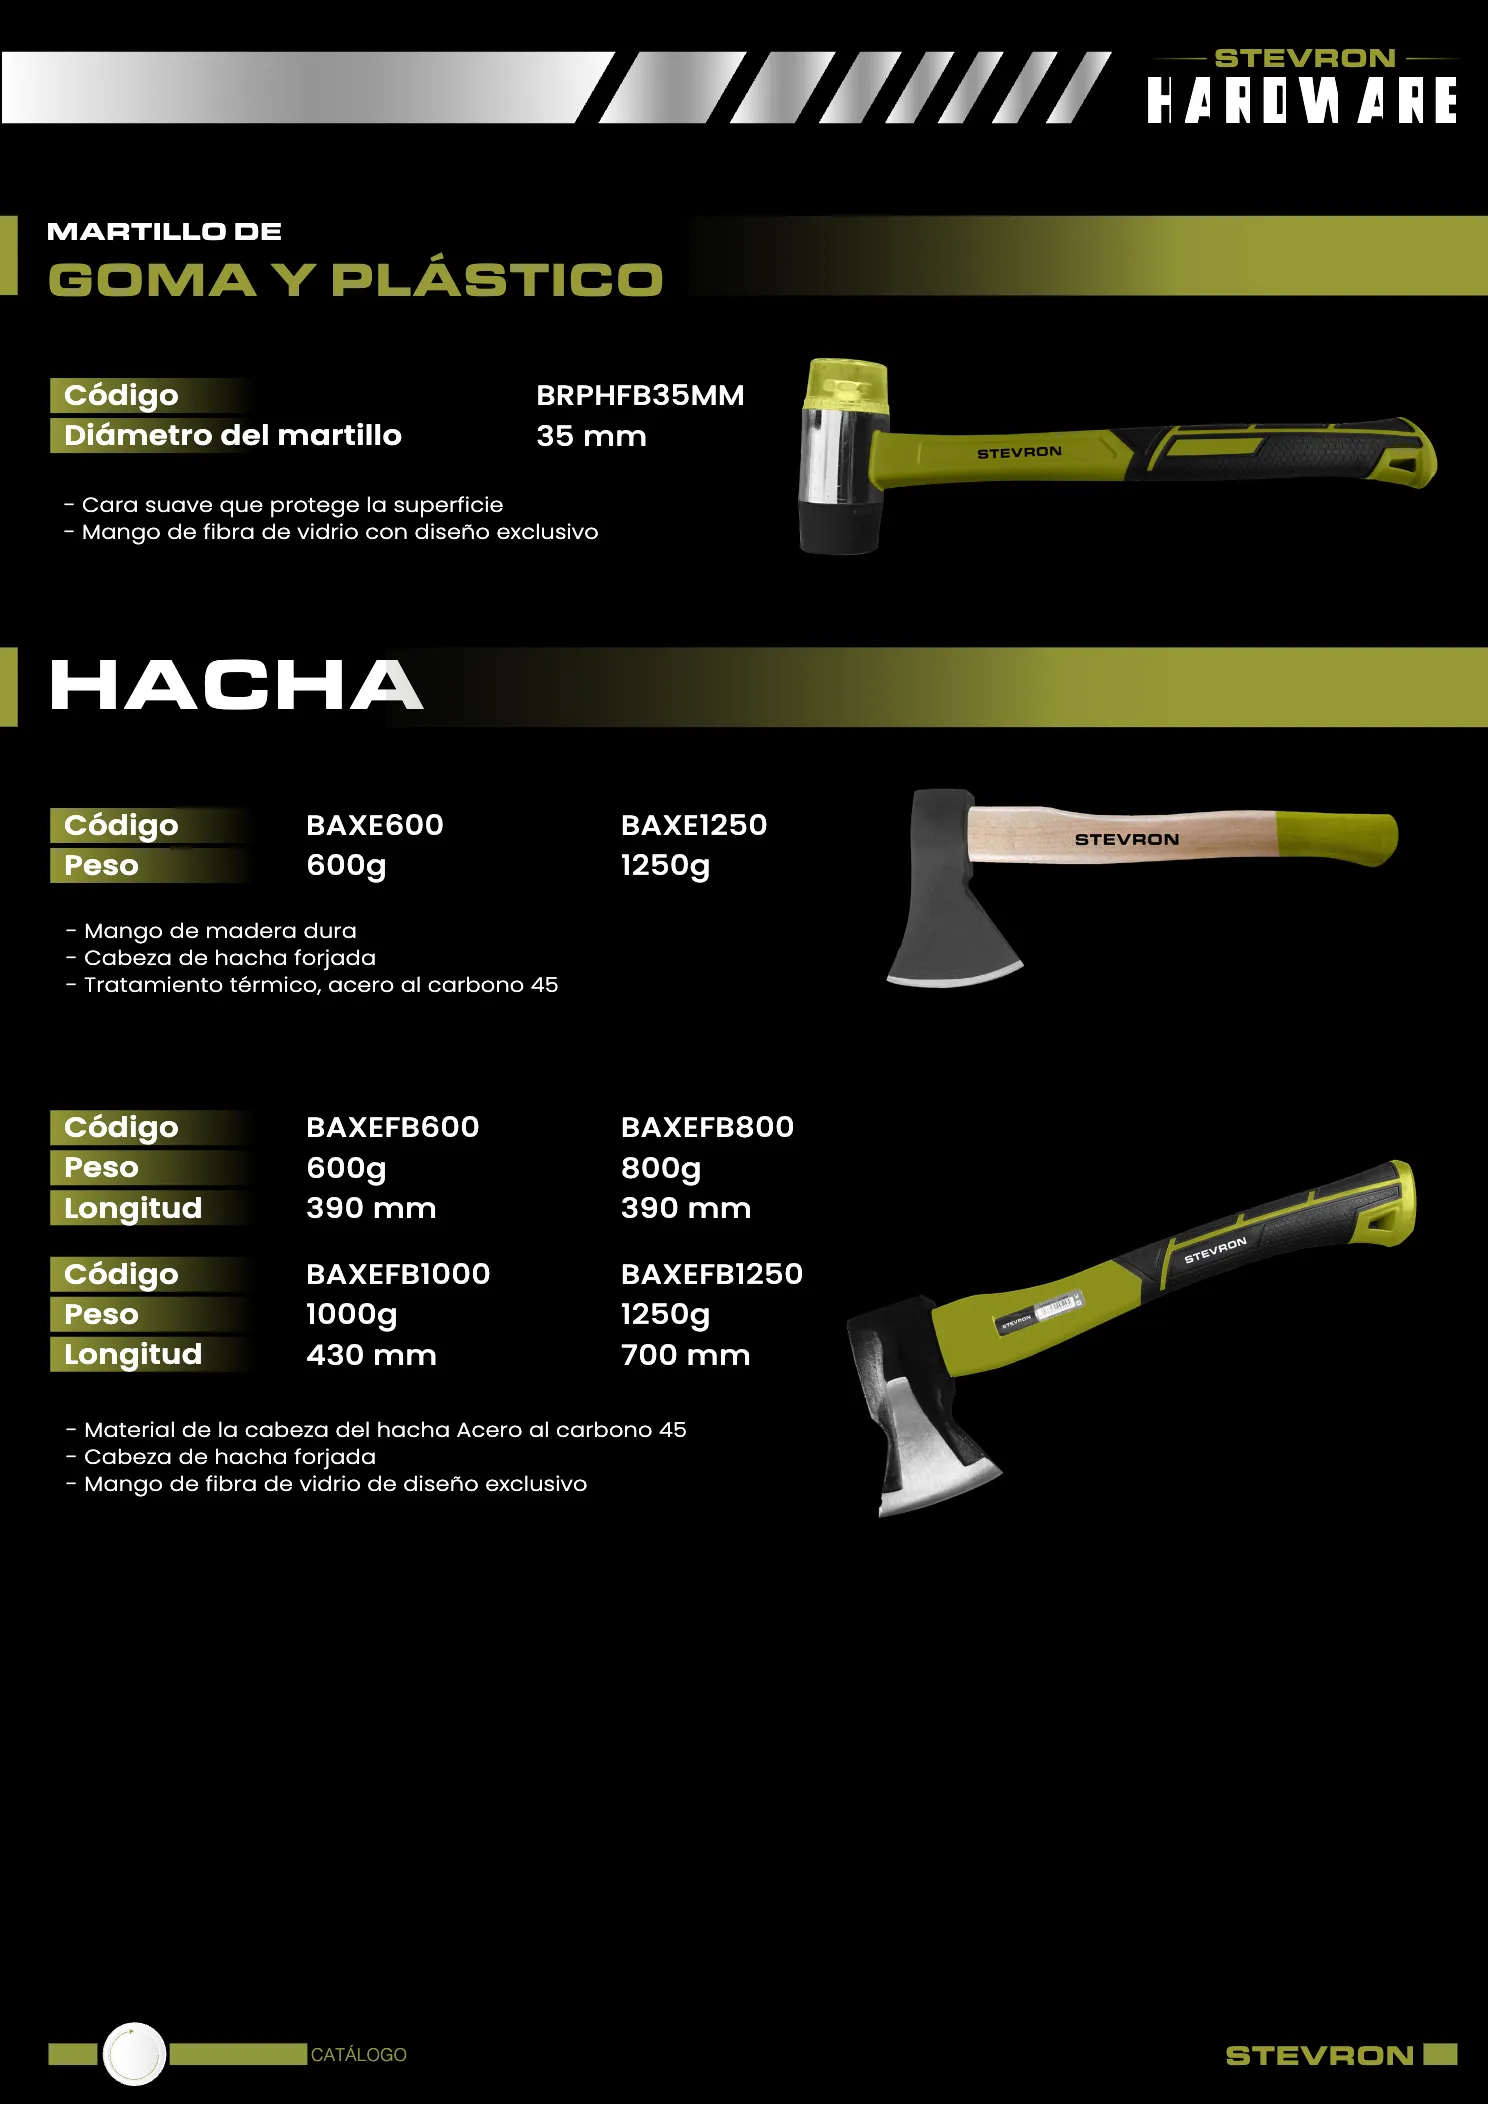 STEVRON
HARDWARE
MARTILLO DE
GOMA Y PLÁSTICO
Código BRPHFB35MM
Diámetro del martillo 35 mm
STEVRON
- Cara suave que protege la superficie
- Mango de fibra de vidrio con diseño exclusivo
HACHA
Código BAXE600 BAXE1250
Peso 600g 1250g
STEVRON
- Mango de madera dura
- Cabeza de hacha forjada
- Tratamiento térmico, acero al carbono 45
Código BAXEFB600 BAXEFB800
Peso 600g 800g
Longitud 390 mm 390 mm
STEVRON
Código BAXEFB1000 BAXEFB1250
Peso 1000g 1250g
Longitud 430 mm 700 mm
STEVRON
- Material de la cabeza del hacha Acero al carbono 45
- Cabeza de hacha forjada
- Mango de fibra de vidrio de diseño exclusivo
CATÁLOGO
STEVRON